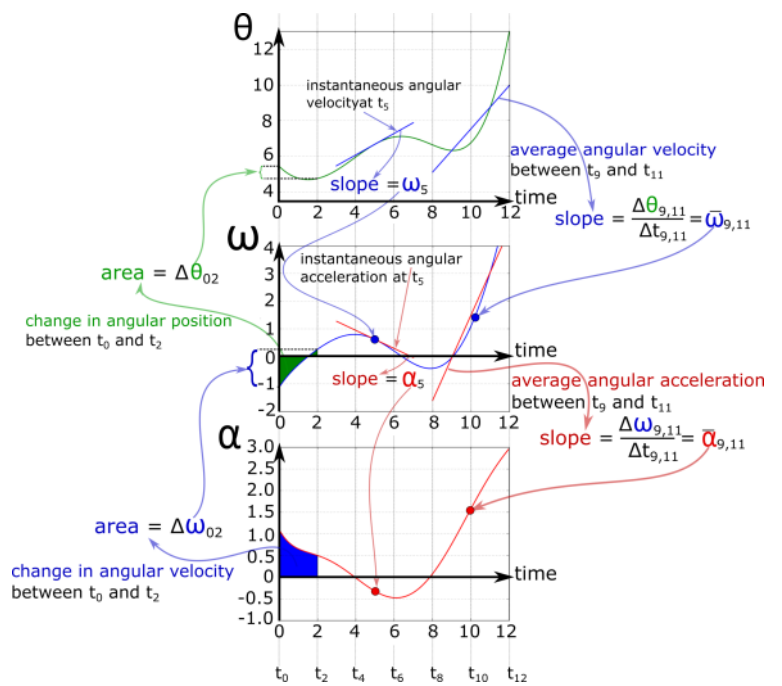 θ
12
10
8
6
4
instantaneous angular
velocityat t₅
slope = ω₅
time
0 2 4 6 8 10 12
average angular velocity
between t₉ and t₁₁
slope = Δθ₉,₁₁ / Δt₉,₁₁ = ω̅₉,₁₁
area = Δθ₀₂
change in angular position
between t₀ and t₂
ω
4
3
2
1
0
-1
-2
instantaneous angular
acceleration at t₅
slope = α₅
time
0 2 4 6 8 10 12
average angular acceleration
between t₉ and t₁₁
slope = Δω₉,₁₁ / Δt₉,₁₁ = α̅₉,₁₁
α
3.0
2.5
2.0
1.5
1.0
0.5
0
-0.5
-1.0
area = Δω₀₂
change in angular velocity
between t₀ and t₂
time
0 2 4 6 8 10 12
t₀ t₂ t₄ t₆ t₈ t₁₀ t₁₂